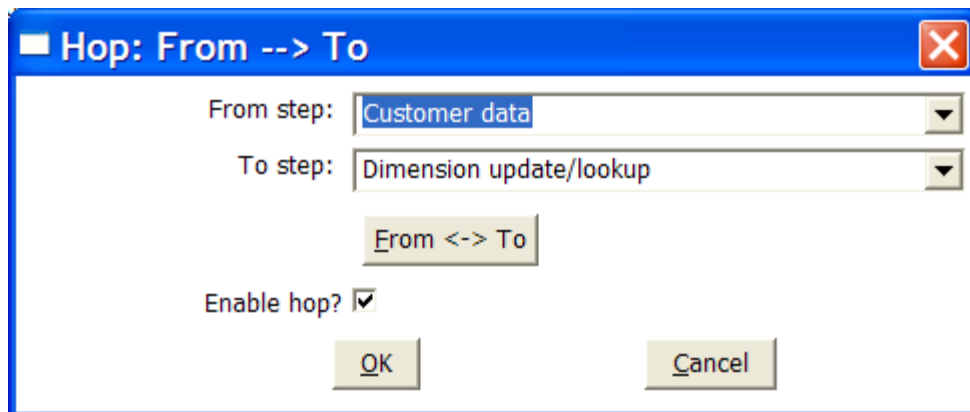 Hop: From --> To
From step: Customer data
To step: Dimension update/lookup
From <-> To
Enable hop?
OK Cancel